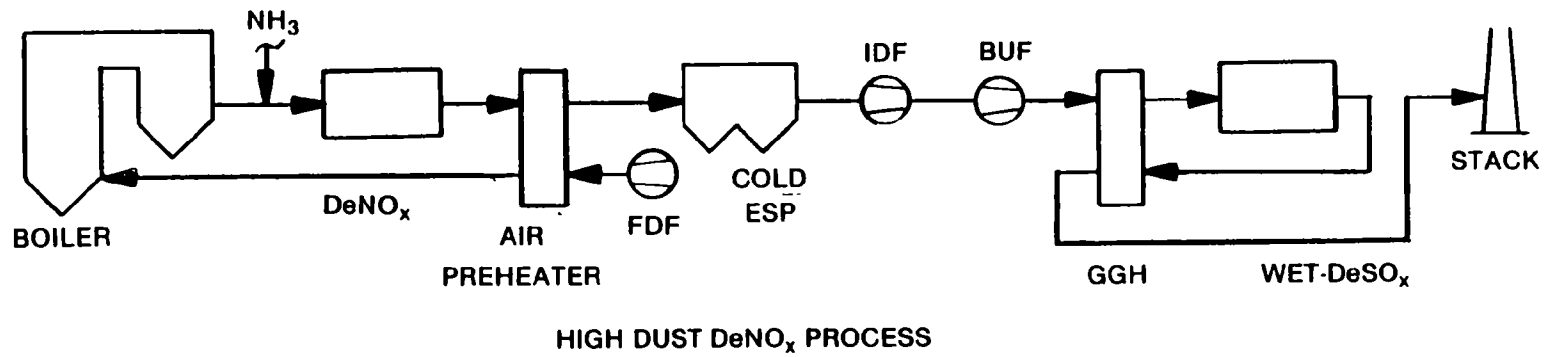 NH₃
IDF
BUF
DeNOₓ
COLD
ESP
FDF
STACK
BOILER
AIR
PREHEATER
GGH
WET-DeSOₓ
HIGH DUST DeNOₓ PROCESS